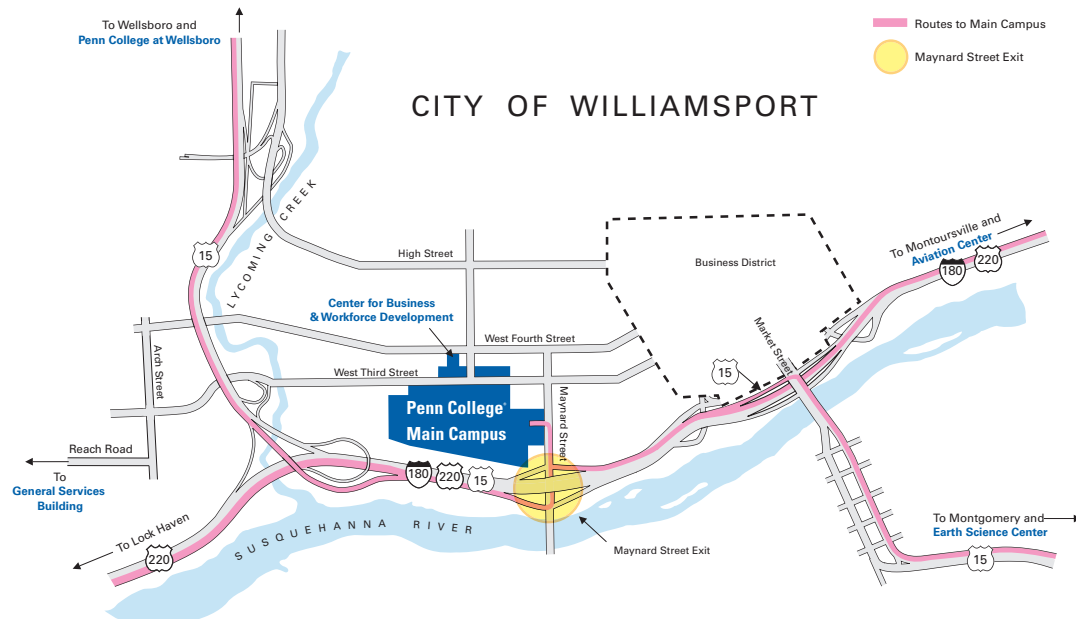 To Wellsboro and
Penn College at Wellsboro
Routes to Main Campus
Maynard Street Exit
CITY OF WILLIAMSPORT
LYCOMING CREEK
15
High Street
Business District
To Montoursville and
Aviation Center
180
220
Center for Business
& Workforce Development
West Fourth Street
West Third Street
Arch Street
Market Street
15
Maynard Street
Penn College®
Main Campus
Reach Road
To
General Services
Building
180
220
15
To Lock Haven
220
SUSQUEHANNA RIVER
Maynard Street Exit
To Montgomery and
Earth Science Center
15